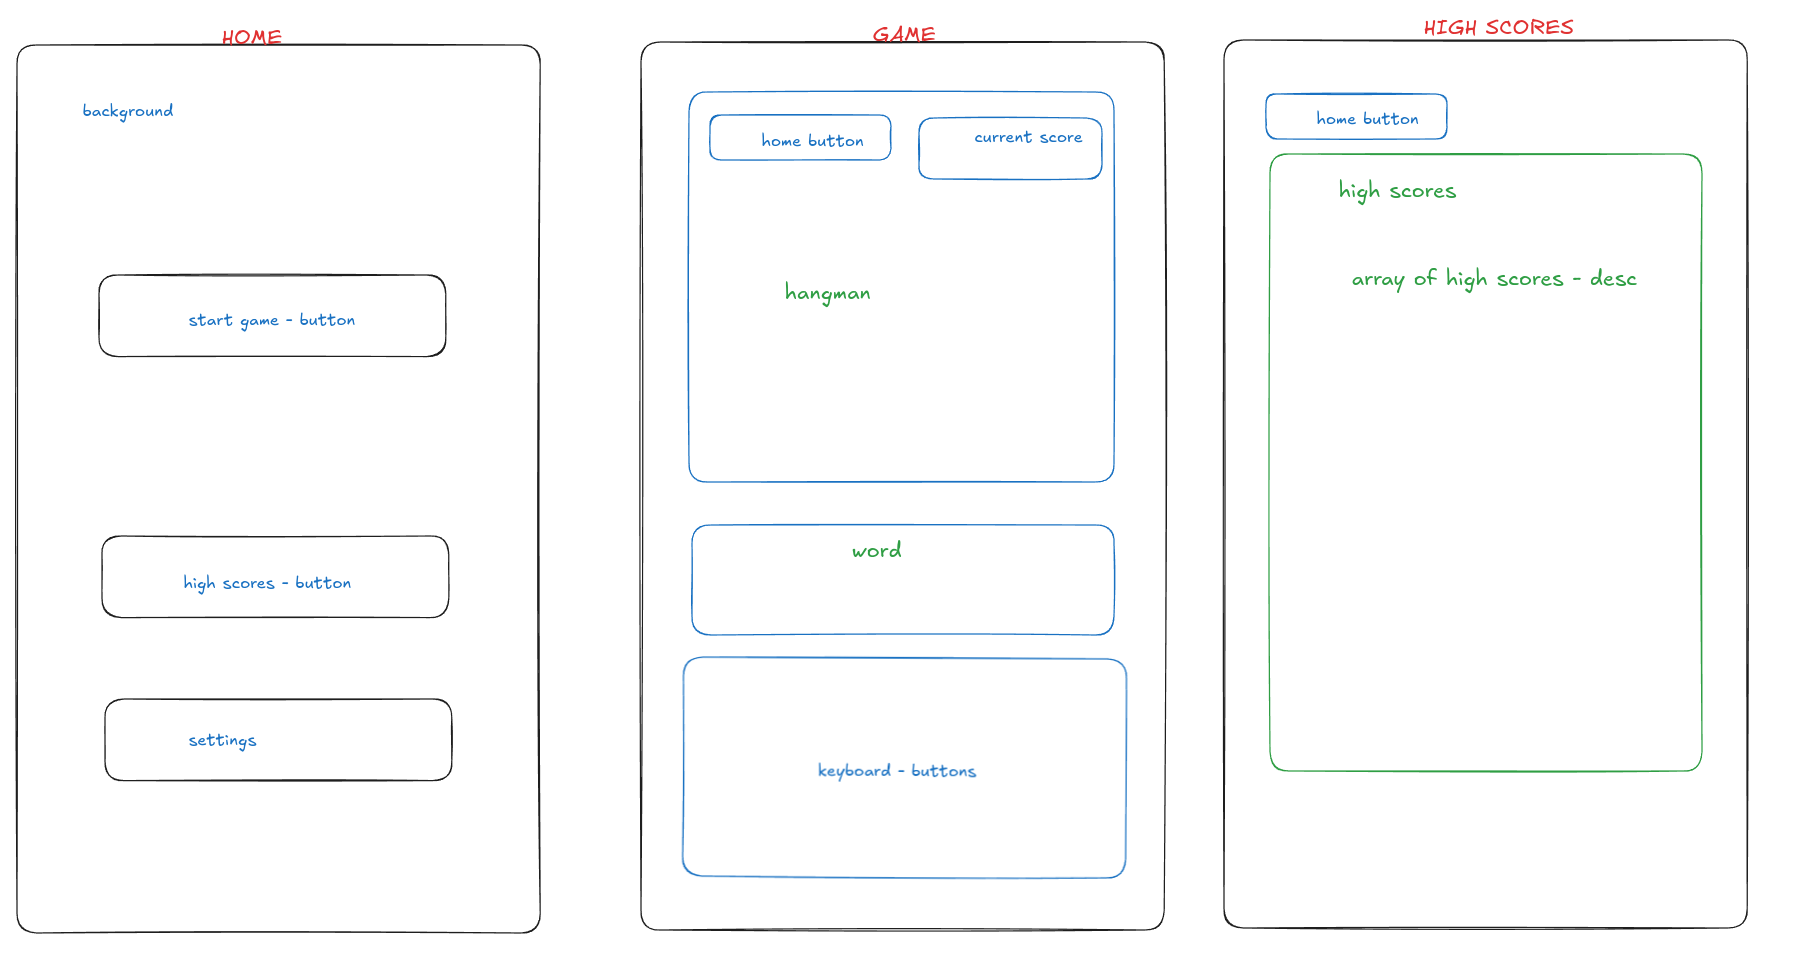 HOME
background
start game - button
high scores - button
settings
GAME
home button
current score
hangman
word
keyboard - buttons
HIGH SCORES
home button
high scores
array of high scores - desc